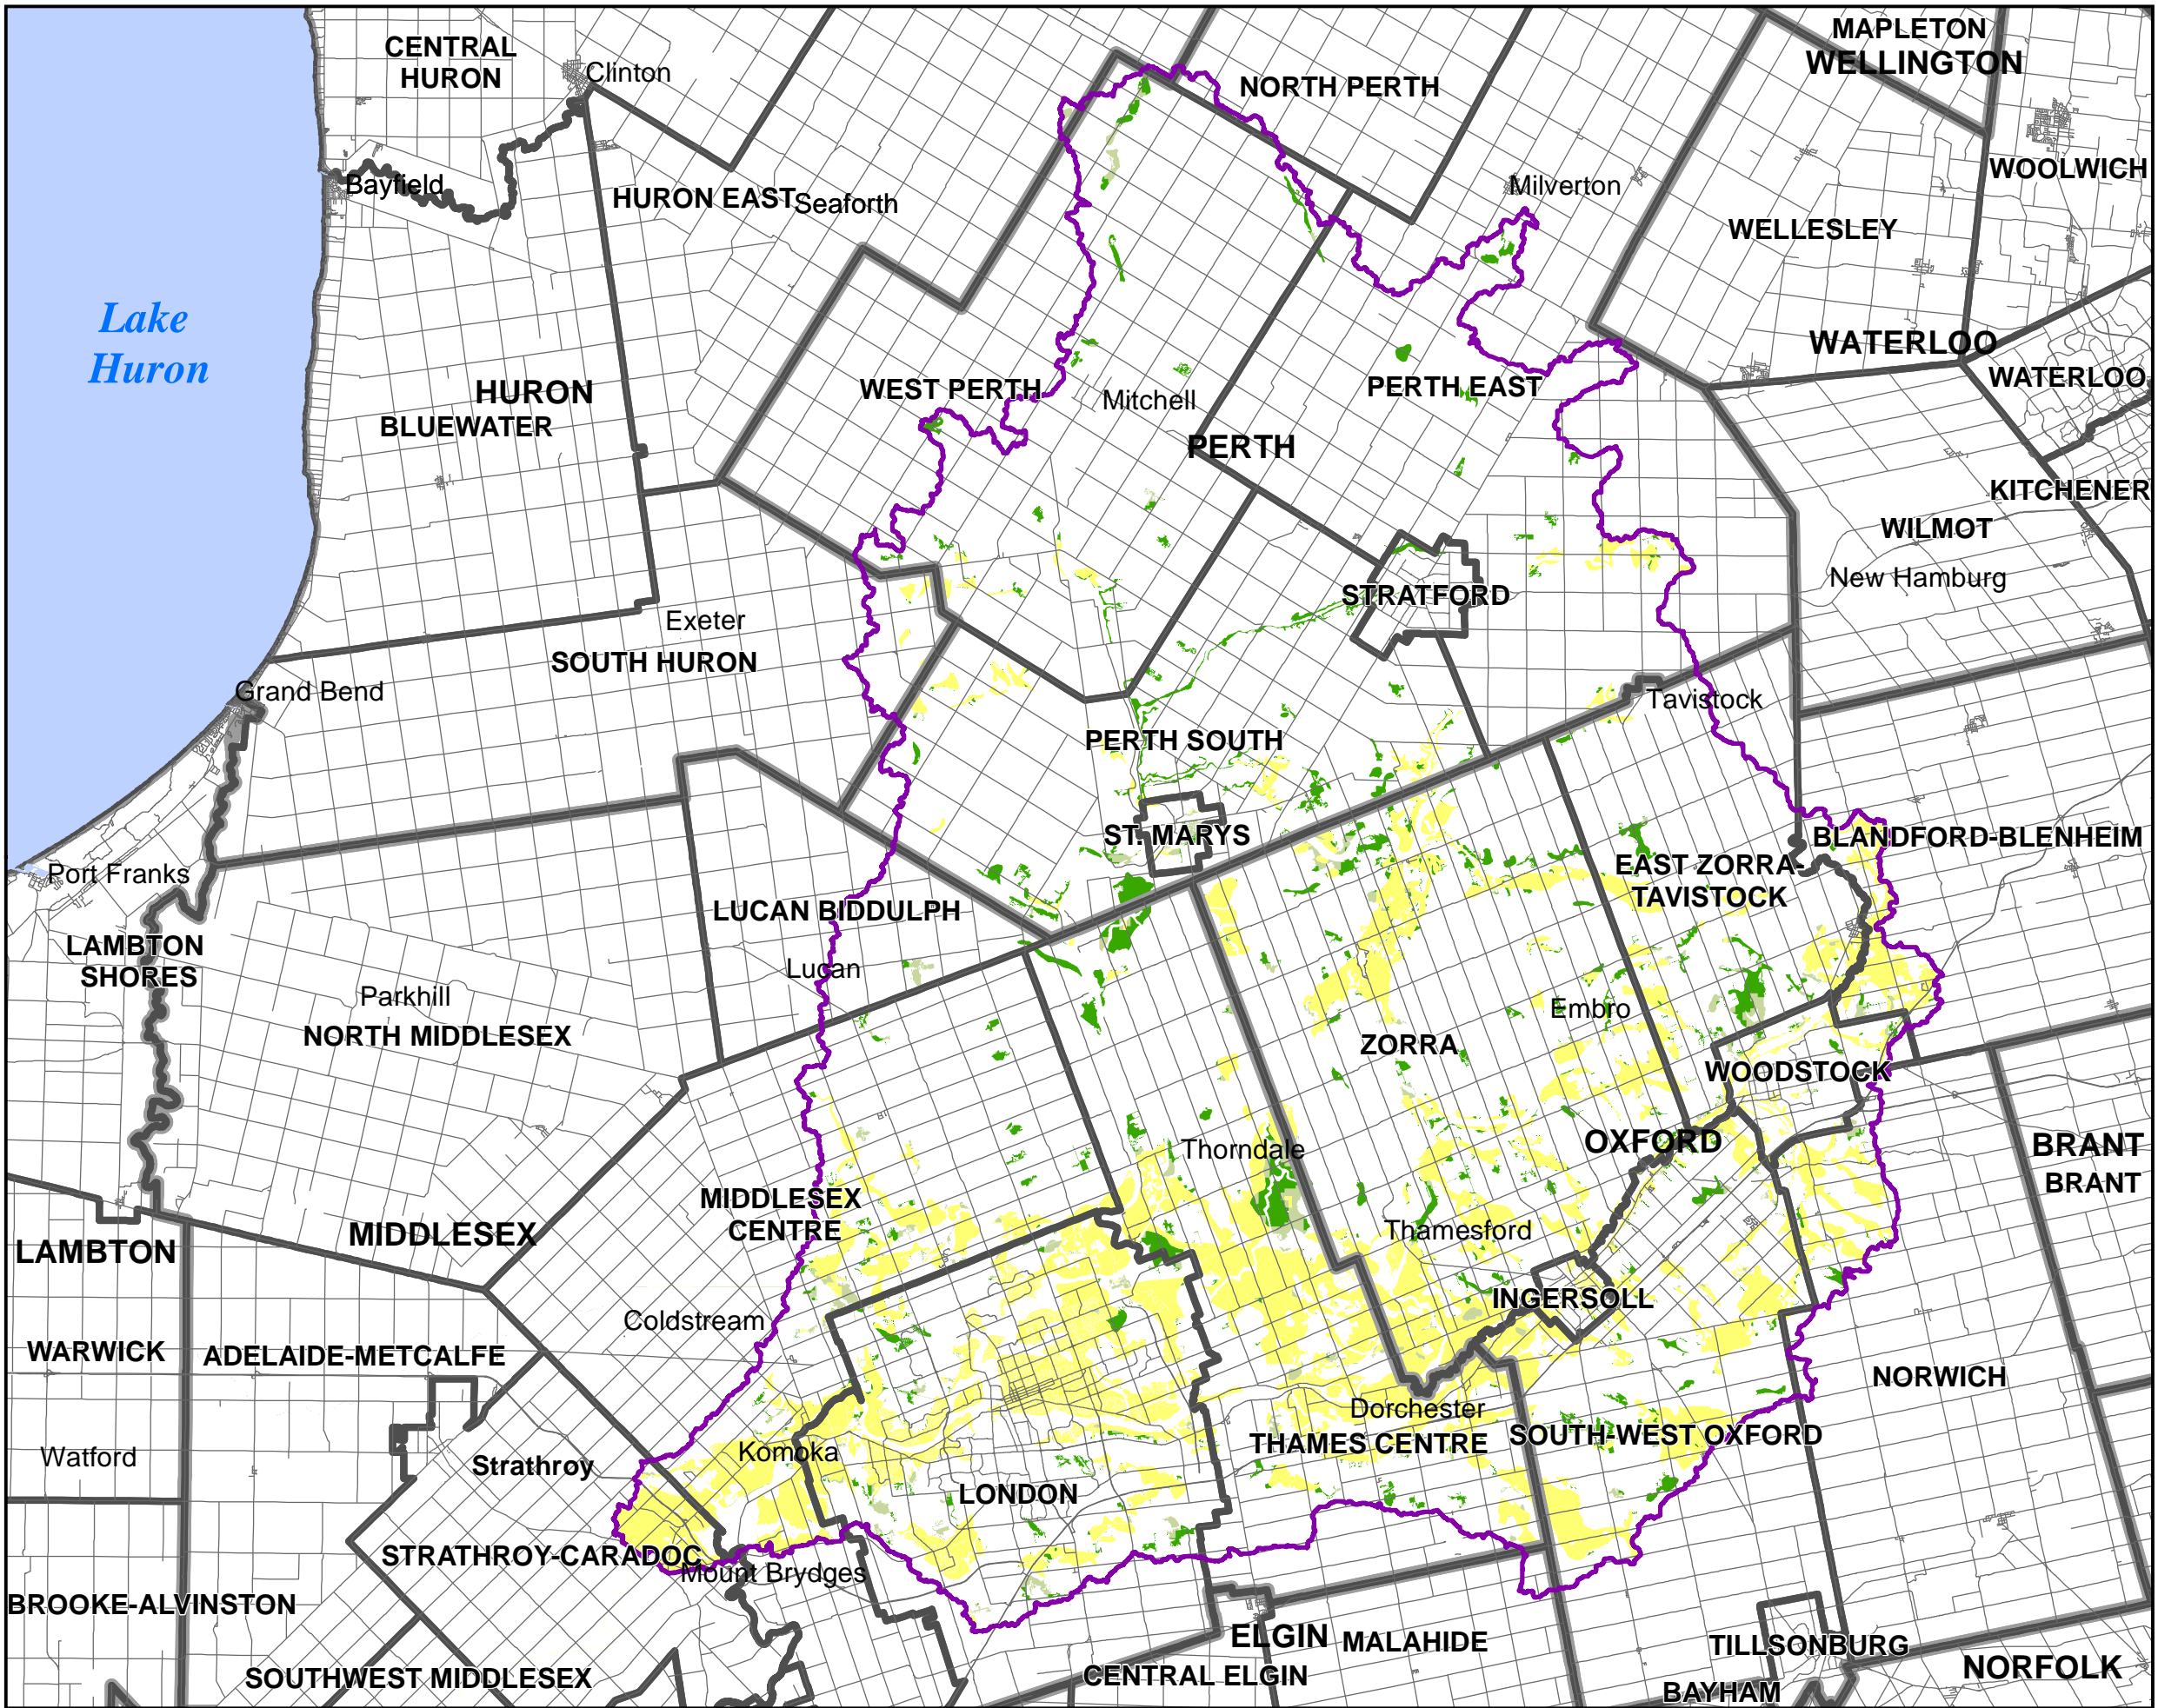 CENTRAL
HURON
Clinton
MAPLETON
WELLINGTON
NORTH PERTH
WOOLWICH
Bayfield
HURON EAST
Seaforth
Milverton
WELLESLEY
Lake
Huron
WATERLOO
WATERLOO
HURON
BLUEWATER
WEST PERTH
Mitchell
PERTH EAST
PERTH
KITCHENER
WILMOT
New Hamburg
STRATFORD
Exeter
SOUTH HURON
Grand Bend
Tavistock
PERTH SOUTH
ST. MARYS
BLANDFORD-BLENHEIM
EAST ZORRA-
TAVISTOCK
Port Franks
LUCAN BIDDULPH
LAMBTON
SHORES
Lucan
Parkhill
NORTH MIDDLESEX
Embro
ZORRA
WOODSTOCK
OXFORD
BRANT
BRANT
Thorndale
MIDDLESEX
CENTRE
MIDDLESEX
LAMBTON
Thamesford
INGERSOLL
Coldstream
WARWICK
ADELAIDE-METCALFE
NORWICH
Dorchester
THAMES CENTRE
SOUTH-WEST OXFORD
Watford
Strathroy
Komoka
LONDON
STRATHROY-CARADOC
Mount Brydges
BROOKE-ALVINSTON
ELGIN
MALAHIDE
TILLSONBURG
SOUTHWEST MIDDLESEX
CENTRAL ELGIN
NORFOLK
BAYHAM